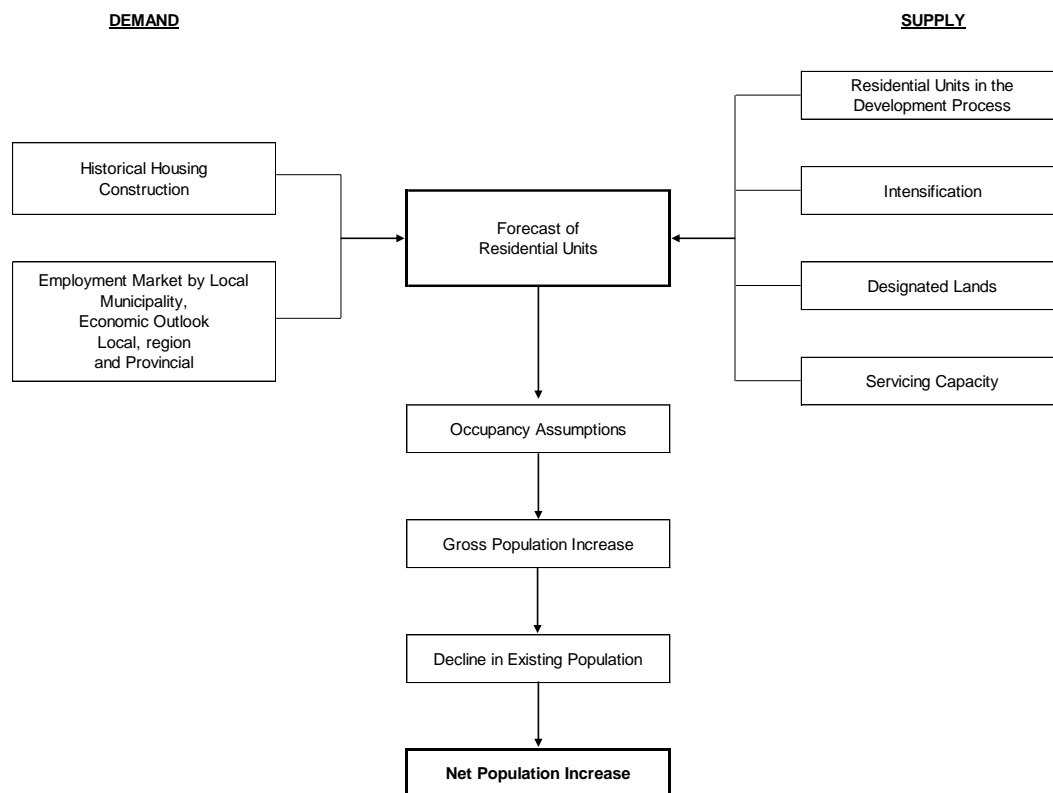 DEMAND
SUPPLY
Residential Units in the
Development Process
Historical Housing
Construction
Intensification
Forecast of
Residential Units
Employment Market by Local
Municipality,
Economic Outlook
Local, region
and Provincial
Designated Lands
Servicing Capacity
Occupancy Assumptions
Gross Population Increase
Decline in Existing Population
Net Population Increase